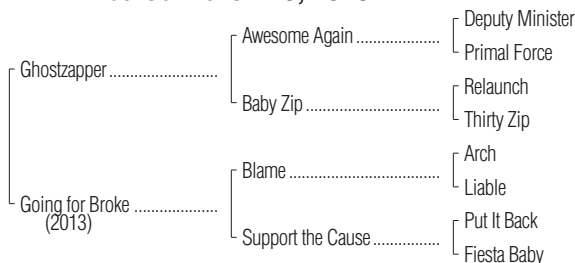 Deputy Minister
Awesome Again ....................
Primal Force
Ghostzapper ..........................
Relaunch
Baby Zip ................................
Thirty Zip
Arch
Blame ....................................
Liable
Going for Broke ....................
(2013)
Put It Back
Support the Cause ................
Fiesta Baby